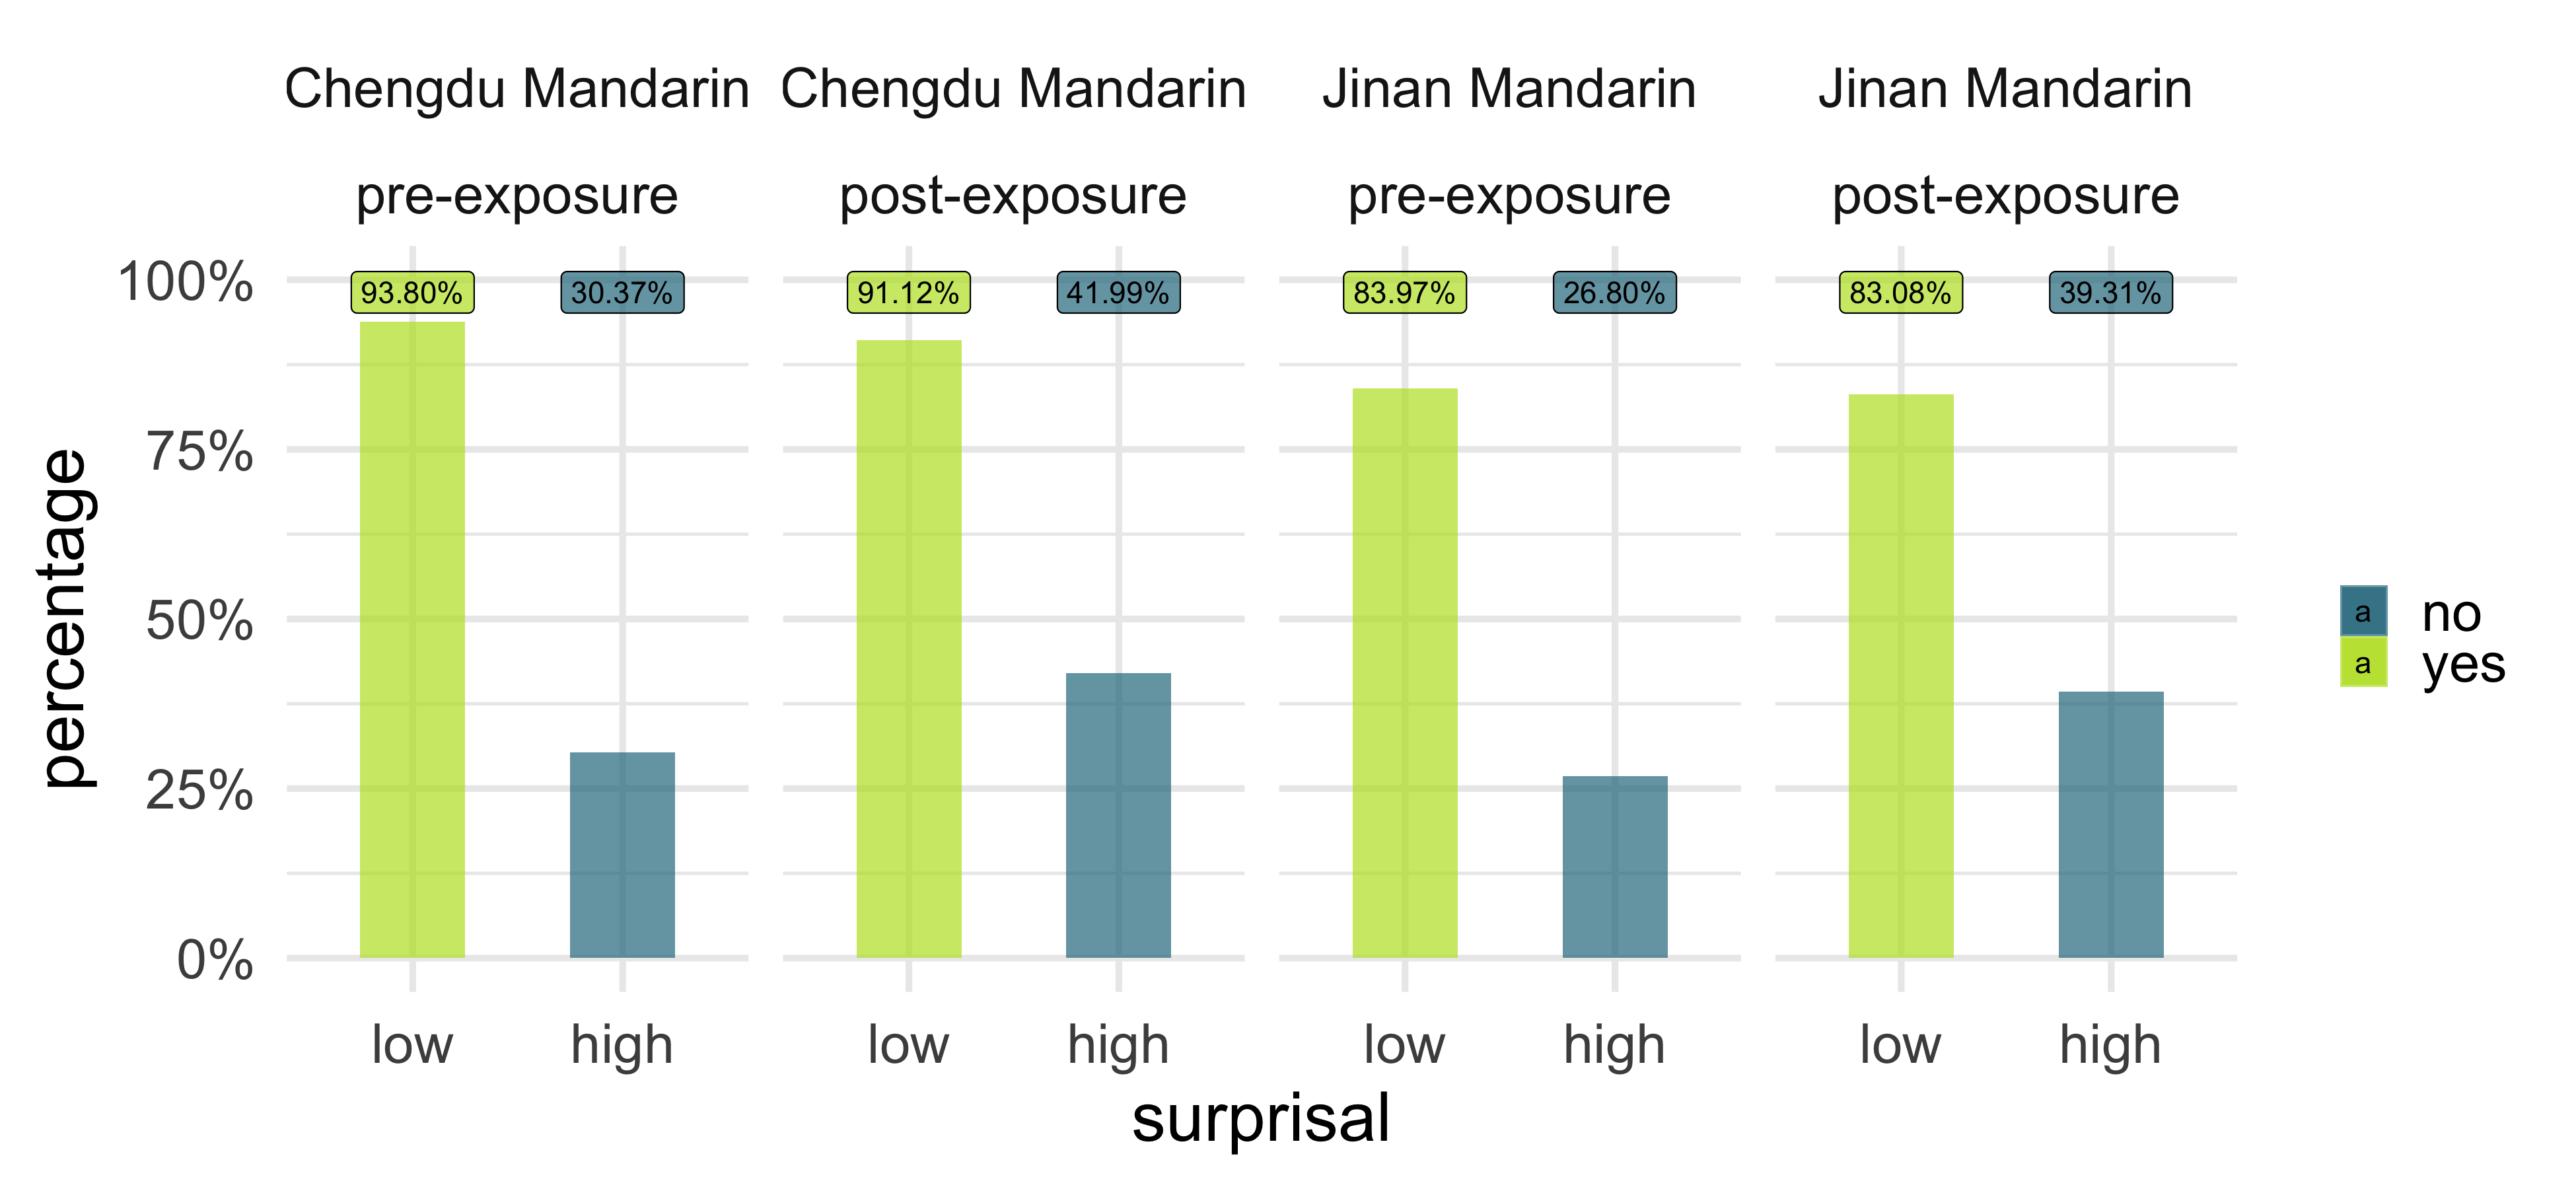 Chengdu Mandarin Chengdu Mandarin Jinan Mandarin Jinan Mandarin
pre-exposure post-exposure pre-exposure post-exposure
100%
93.80% 30.37% 91.12% 41.99% 83.97% 26.80% 83.08% 39.31%
75%
50%
25%
0%
percentage
a no
a yes
low high low high low high low high
surprisal